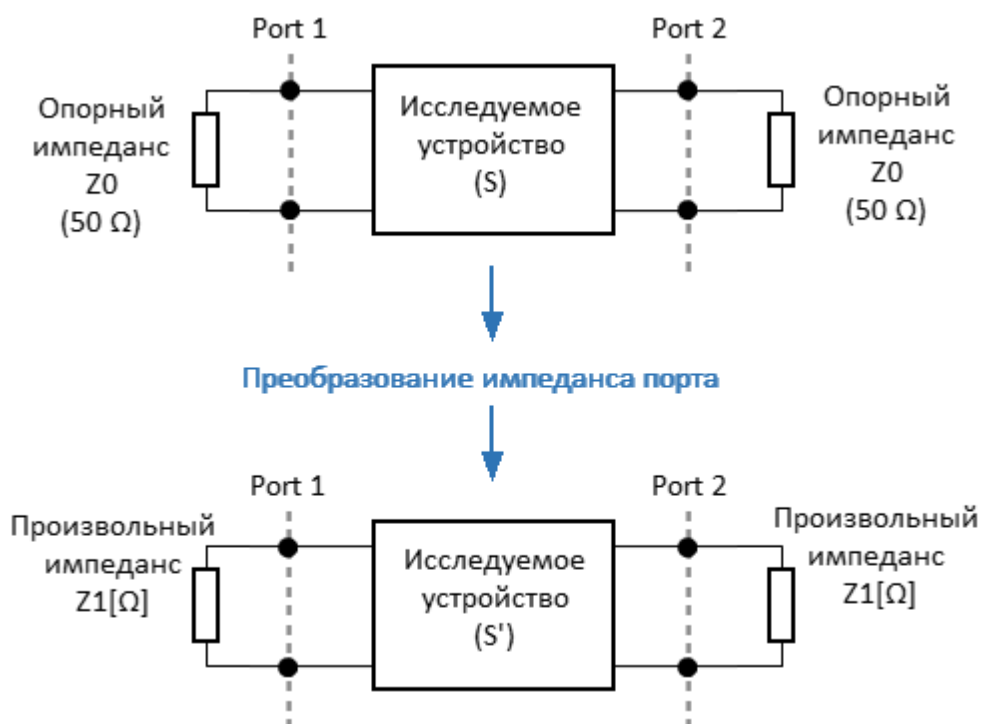 Port 1
Port 2
Опорный
импеданс
Z0
(50 Ω)
Исследуемое
устройство
(S)
Опорный
импеданс
Z0
(50 Ω)
Преобразование импеданса порта
Port 1
Port 2
Произвольный
импеданс
Z1[Ω]
Исследуемое
устройство
(S')
Произвольный
импеданс
Z1[Ω]